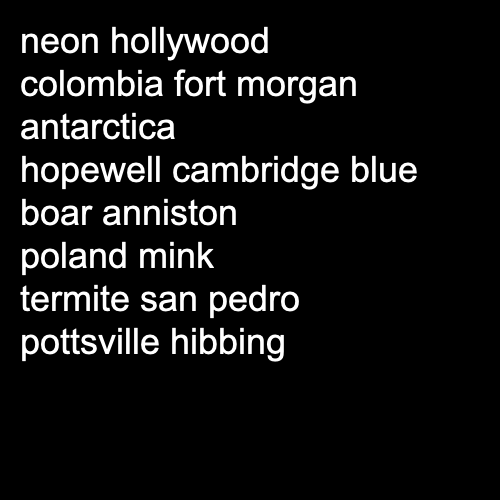 neon hollywood
colombia fort morgan
antarctica
hopewell cambridge blue
boar anniston
poland mink
termite san pedro
pottsville hibbing